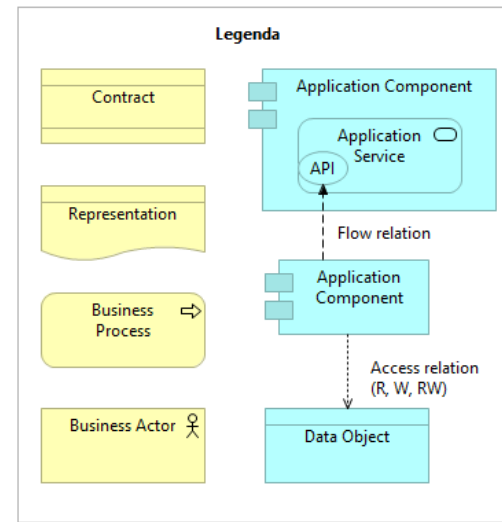 Legenda
Contract
Application Component
Application
Service
API
Representation
Flow relation
Application
Component
Business
Process
Access relation
(R, W, RW)
Business Actor
Data Object